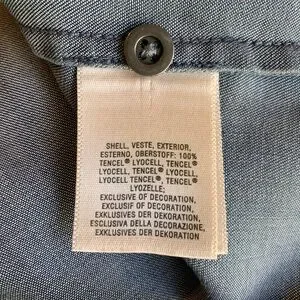 SHELL, VESTE, EXTERIOR,
ESTERNO, OBERSTOFF: 100%
TENCEL® LYOCELL, TENCEL®
LYOCELL, TENCEL® LYOCELL,
LYOCELL TENCEL®, TENCEL®
LYOZELLE;
EXCLUSIVE OF DECORATION,
EXCLUSIF OF DECORATION,
EXKLUSIVES DER DEKORATION,
ESCLUSIVA DELLA DECORAZIONE,
EXKLUSIVES DER DEKORATION